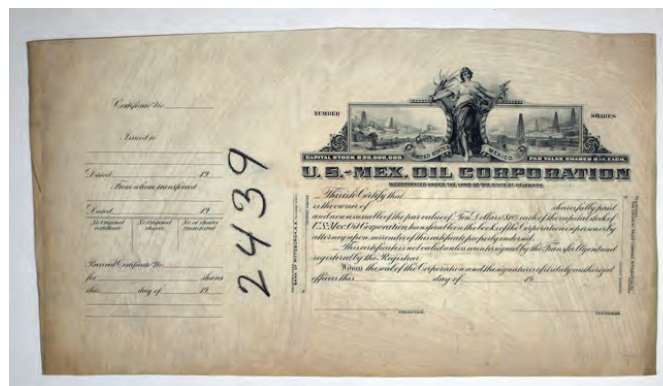 Certificate No.
Issued to
Dated 19
From whom transferred
Dated 19
No. original certificate
No. original shares
No. of shares transferred
Received Certificate No.
for shares
this day of 19
2439
NUMBER
SHARES
UNITED STATES
MEXICO
CAPITAL STOCK $20,000,000.
PAR VALUE SHARES $10. EACH.
U.S.-MEX. OIL CORPORATION
INCORPORATED UNDER THE LAWS OF THE STATE OF DELAWARE.
This is to Certify that
is the owner of shares fully paid
and non-assessable of the par value of Ten Dollars ($10) each of the capital stock of
U.S.-Mex. Oil Corporation transferable on the books of the Corporation in person or by
attorney upon surrender of this certificate properly endorsed.
This certificate is not valid unless countersigned by the Transfer Agent and
registered by the Registrar.
Witness, the seal of the Corporation and the signatures of its duly authorized
officers this day of 19